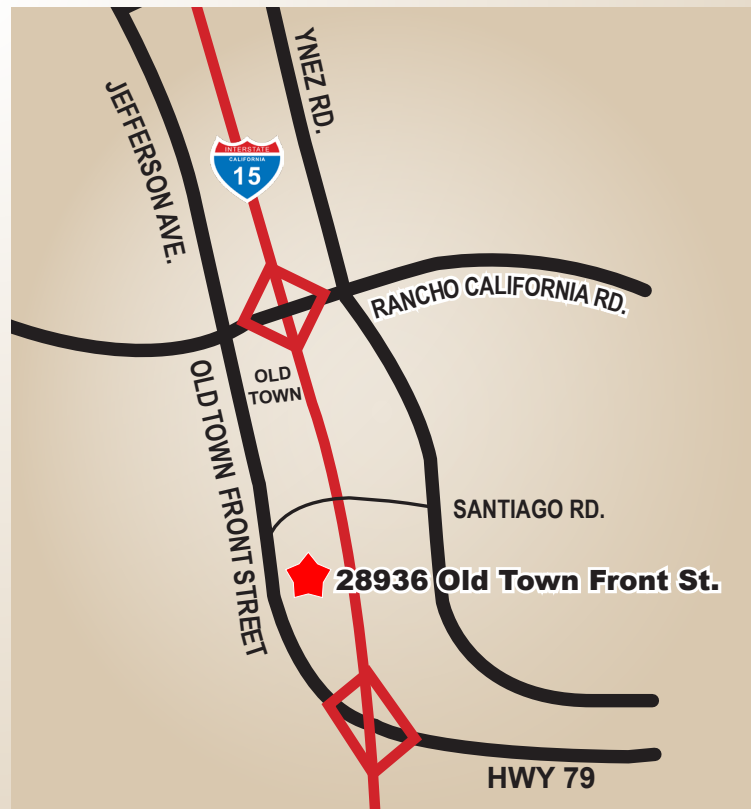 YNEZ RD.
JEFFERSON AVE.
INTERSTATE
CALIFORNIA
15
RANCHO CALIFORNIA RD.
OLD
TOWN
OLD TOWN FRONT STREET
SANTIAGO RD.
28936 Old Town Front St.
HWY 79